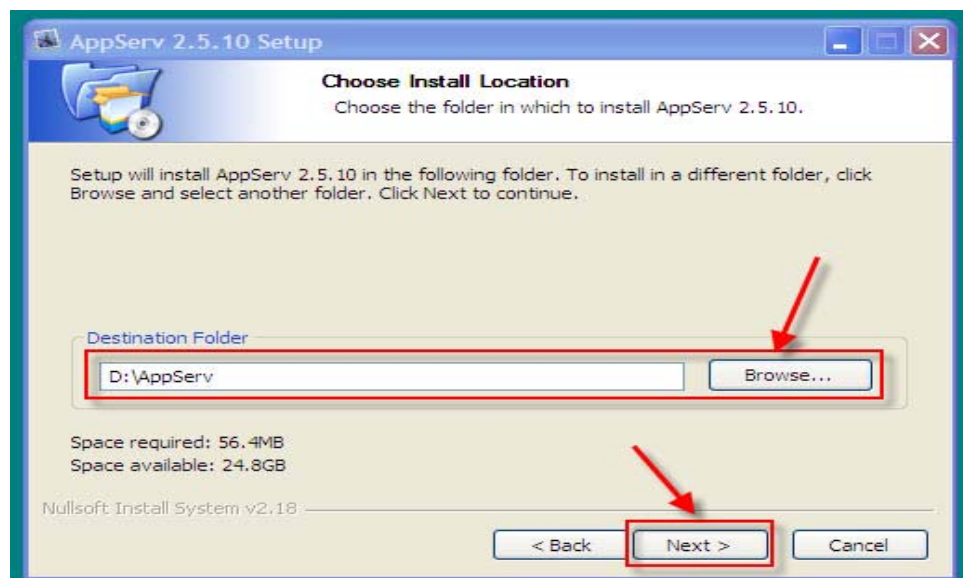 AppServ 2.5.10 Setup
Choose Install Location
Choose the folder in which to install AppServ 2.5.10.
Setup will install AppServ 2.5.10 in the following folder. To install in a different folder, click
Browse and select another folder. Click Next to continue.
Destination Folder
D:\AppServ
Browse...
Space required: 56.4MB
Space available: 24.8GB
Nullsoft Install System v2.18
< Back
Next >
Cancel